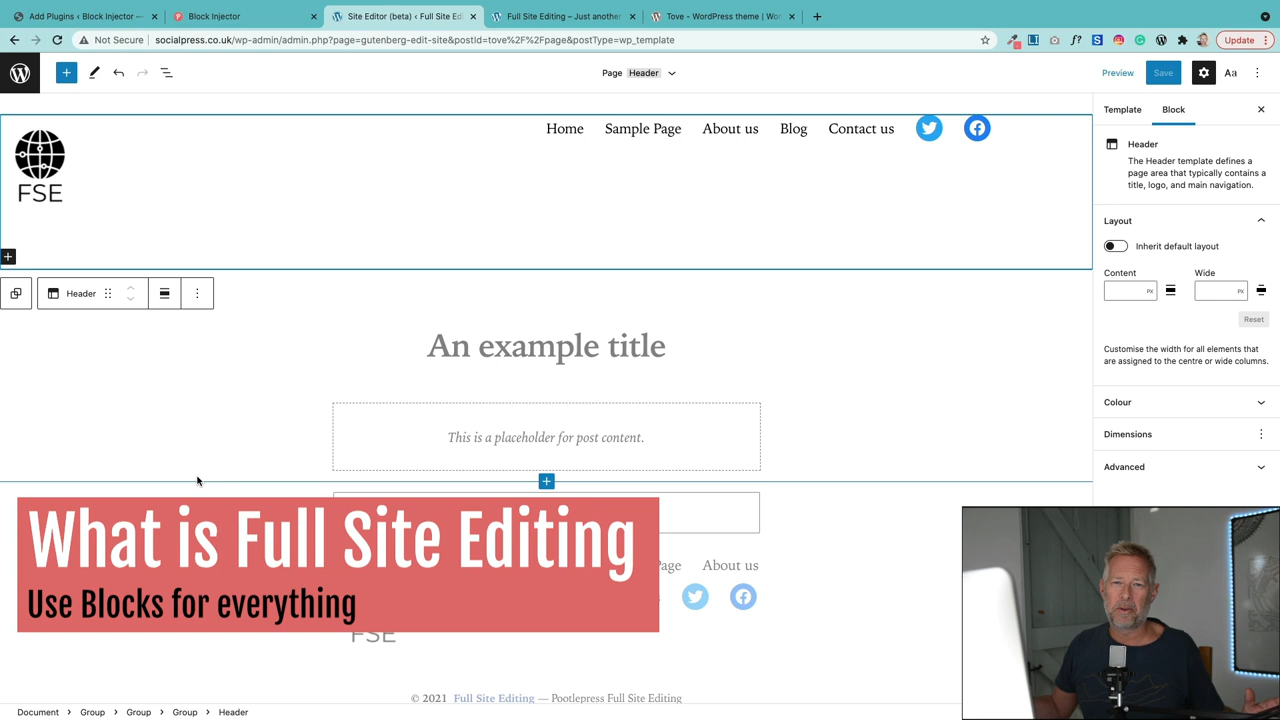 Add Plugins ‹ Block Injector —
Block Injector
Site Editor (beta) ‹ Full Site Ed
Full Site Editing – Just another
Tove - WordPress theme | Wor
Not Secure
socialpress.co.uk/wp-admin/admin.php?page=gutenberg-edit-site&postId=tove%2F%2Fpage&postType=wp_template
Update
Page Header
Preview
Save
Aa
Template
Block
FSE
Home
Sample Page
About us
Blog
Contact us
Header
The Header template defines a
page area that typically contains a
title, logo, and main navigation.
Layout
Inherit default layout
Content
Wide
PX
PX
Reset
Customise the width for all elements that
are assigned to the centre or wide columns.
Colour
Dimensions
Advanced
Header
An example title
This is a placeholder for post content.
What is Full Site Editing
Use Blocks for everything
Page
About us
FSE
© 2021 Full Site Editing — Pootlepress Full Site Editing
Document > Group > Group > Group > Header